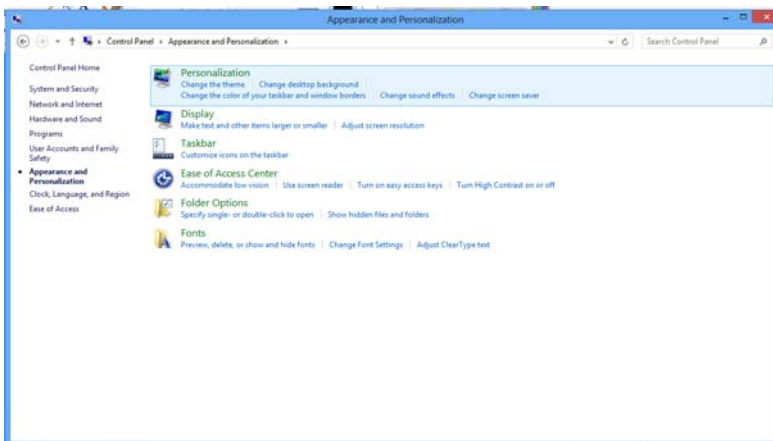 Appearance and Personalization
Control Panel Appearance and Personalization
Search Control Panel
Control Panel Home
System and Security
Network and Internet
Hardware and Sound
Programs
User Accounts and Family
Safety
Appearance and
Personalization
Clock, Language, and Region
Ease of Access
Personalization
Change the theme Change desktop background
Change the color of your taskbar and window borders Change sound effects Change screen saver
Display
Make text and other items larger or smaller Adjust screen resolution
Taskbar
Customize icons on the taskbar
Ease of Access Center
Accommodate low vision Use screen reader Turn on easy access keys Turn High Contrast on or off
Folder Options
Specify single- or double-click to open Show hidden files and folders
Fonts
Preview, delete, or show and hide fonts Change Font Settings Adjust ClearType text